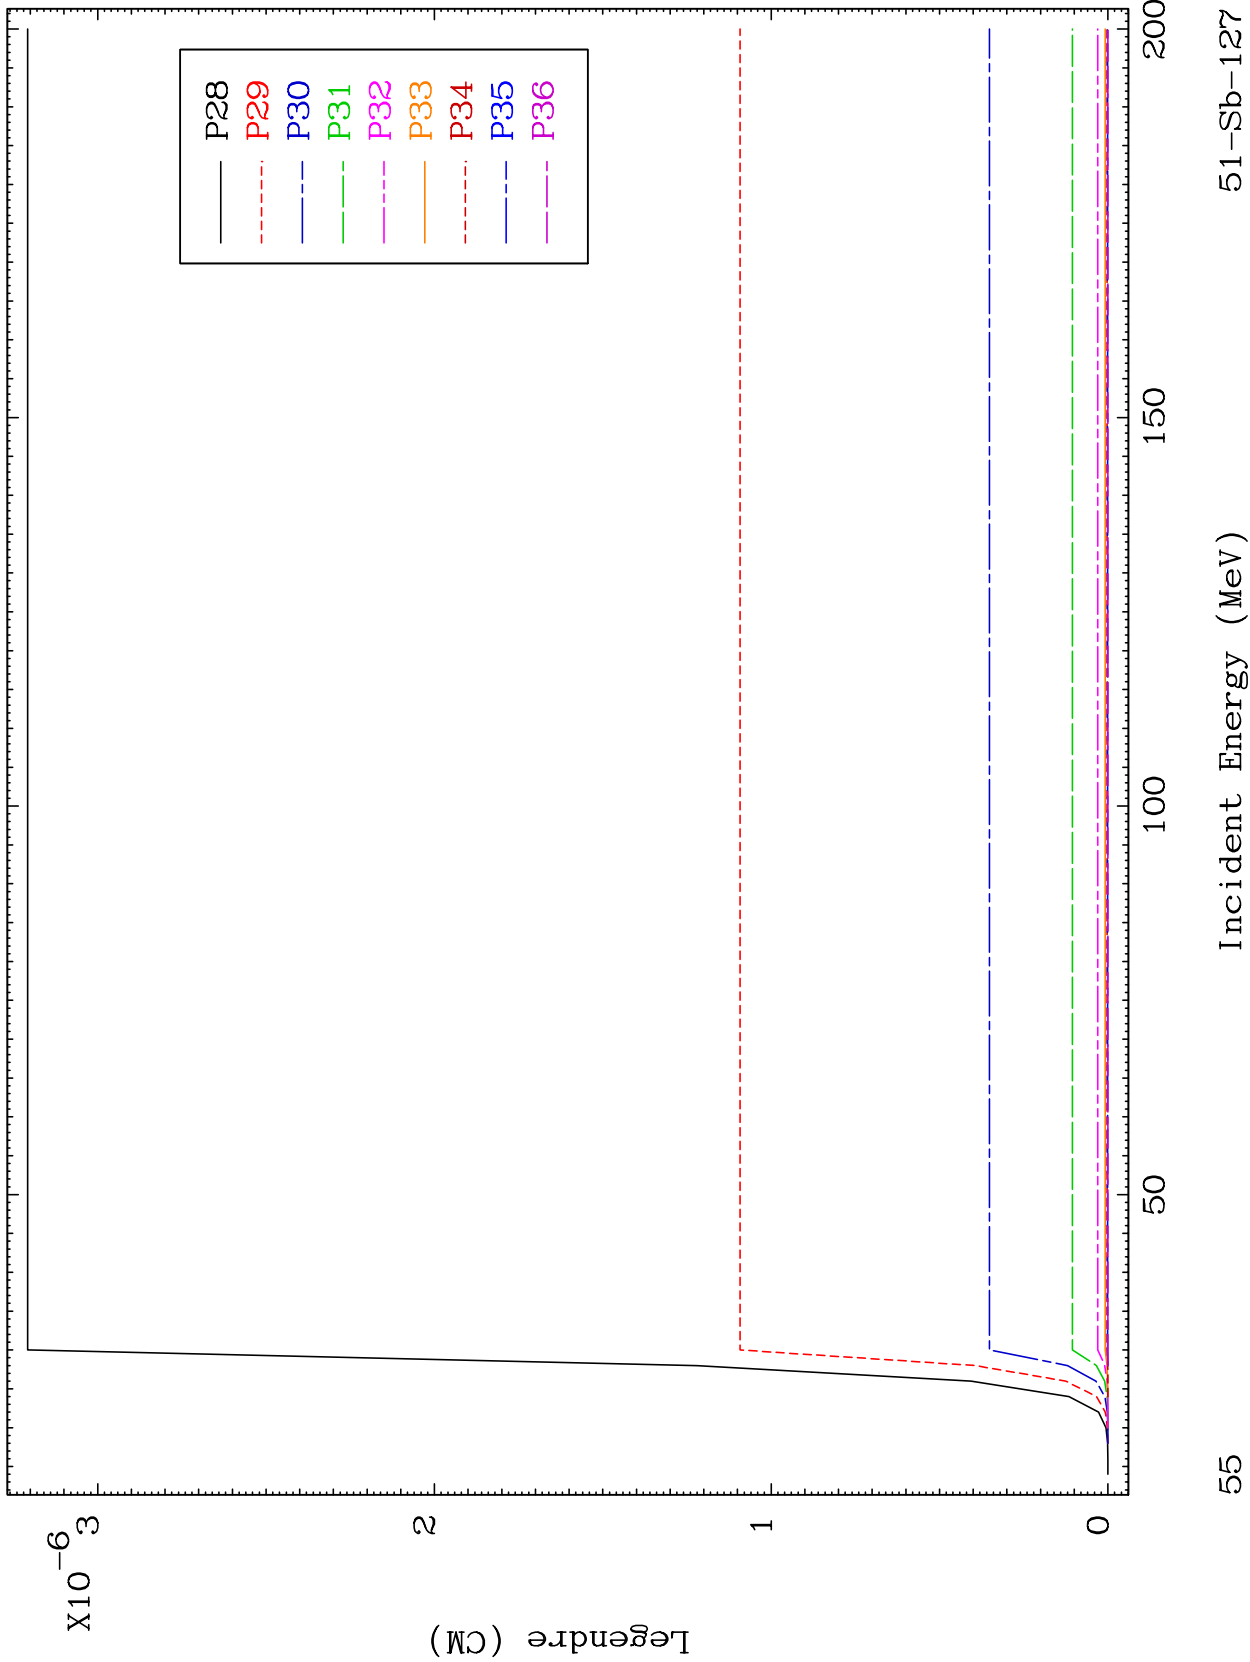 X10-6
3
2
1
0
Legendre (CM)
P28
P29
P30
P31
P32
P33
P34
P35
P36
50
100
150
200
Incident Energy (MeV)
55
51-Sb-127